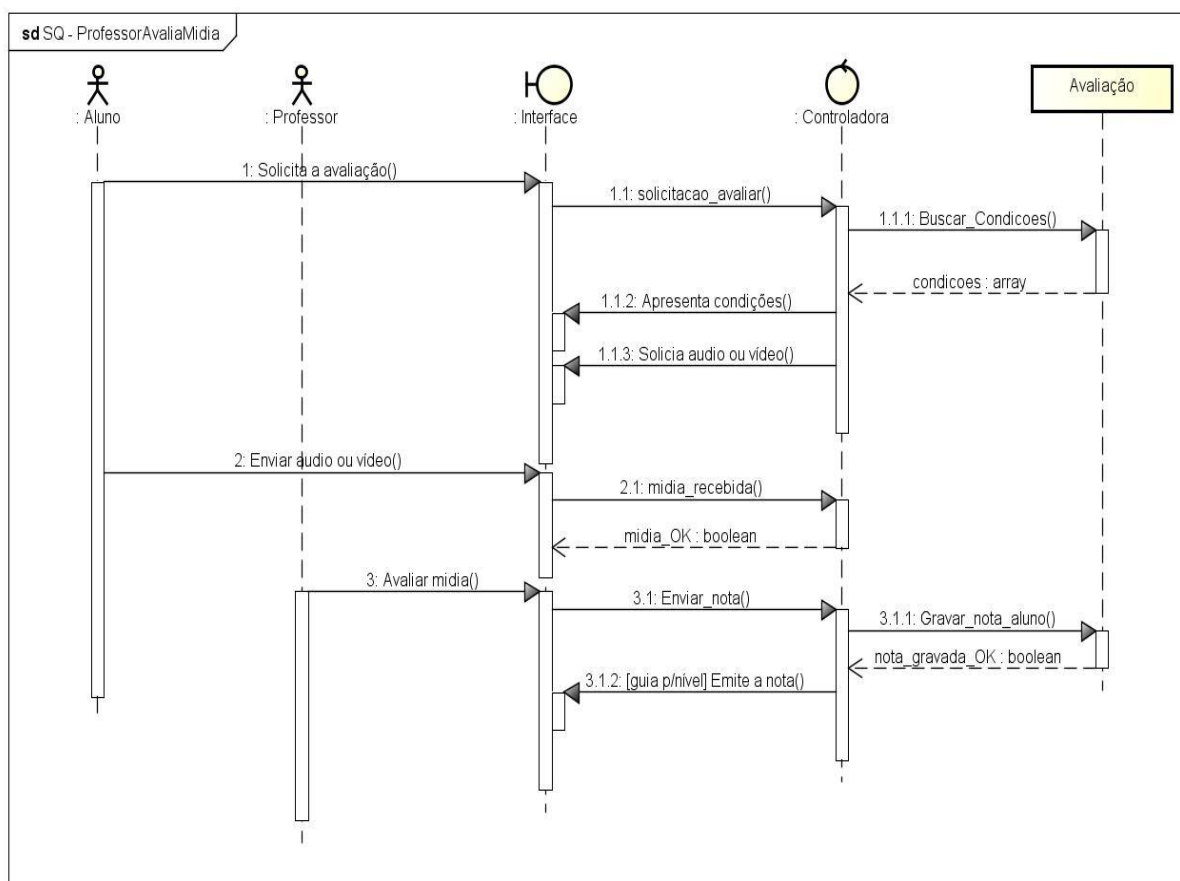 sd SQ - ProfessorAvaliaMidia
: Aluno
: Professor
: Interface
: Controladora
Avaliação
1: Solicita a avaliação()
1.1: solicitacao_avaliar()
1.1.1: Buscar_Condicoes()
condicoes : array
1.1.2: Apresenta condições()
1.1.3: Solicia audio ou vídeo()
2: Enviar audio ou vídeo()
2.1: midia_recebida()
midia_OK : boolean
3: Avaliar midia()
3.1: Enviar_nota()
3.1.1: Gravar_nota_aluno()
nota_gravada_OK : boolean
3.1.2: [guia p/nível] Emite a nota()